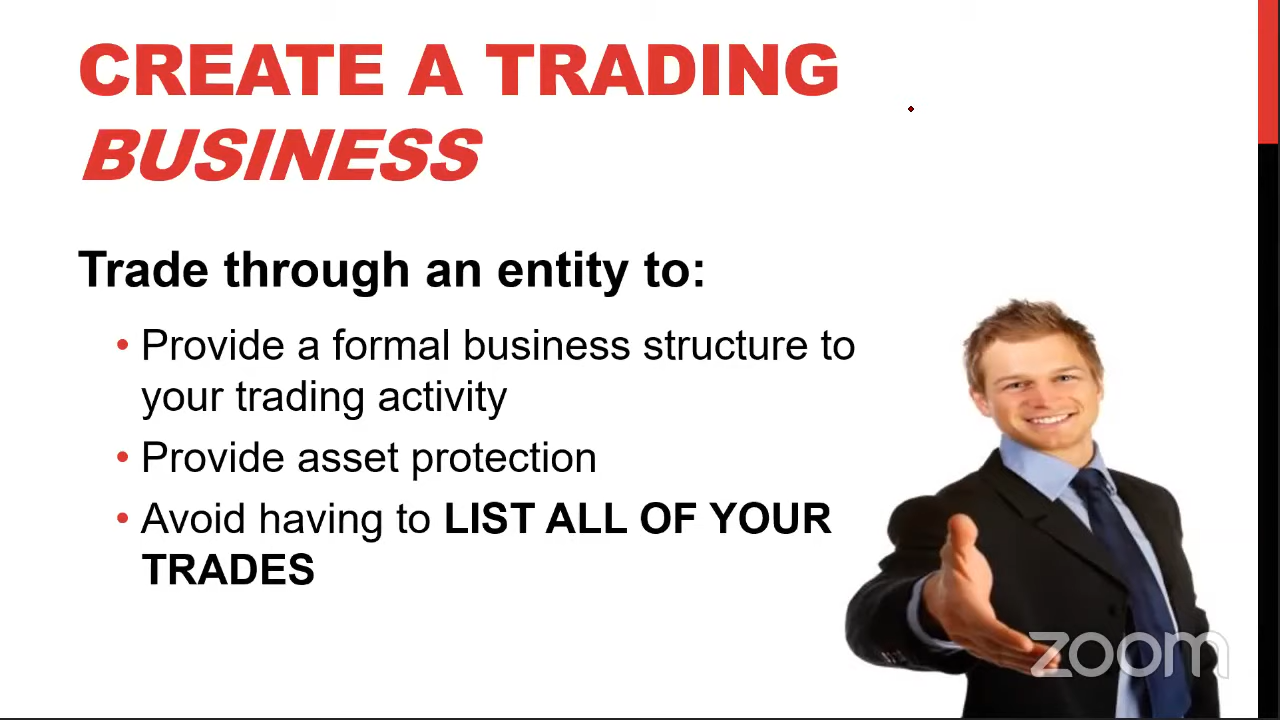 CREATE A TRADING
BUSINESS
Trade through an entity to:
• Provide a formal business structure to
your trading activity
• Provide asset protection
• Avoid having to LIST ALL OF YOUR
TRADES
zoom